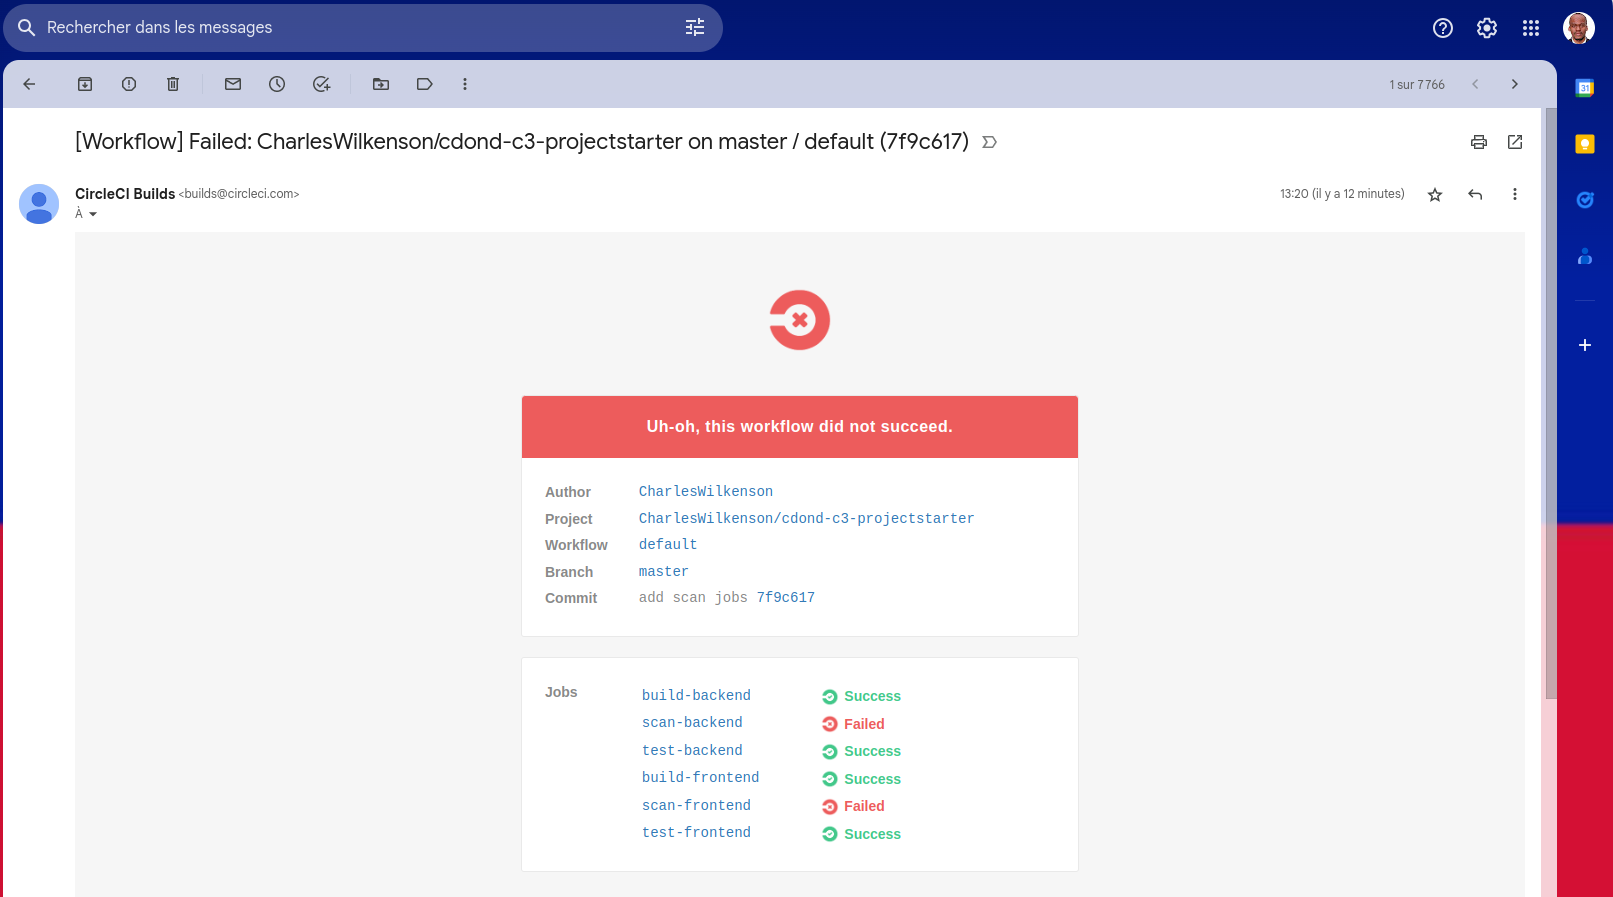 Rechercher dans les messages
1 sur 7 766
[Workflow] Failed: CharlesWilkenson/cdond-c3-projectstarter on master / default (7f9c617)
CircleCI Builds <builds@circleci.com>
13:20 (il y a 12 minutes)
À
31
Uh-oh, this workflow did not succeed.
Author CharlesWilkenson
Project CharlesWilkenson/cdond-c3-projectstarter
Workflow default
Branch master
Commit add scan jobs 7f9c617
Jobs build-backend Success
scan-backend Failed
test-backend Success
build-frontend Success
scan-frontend Failed
test-frontend Success